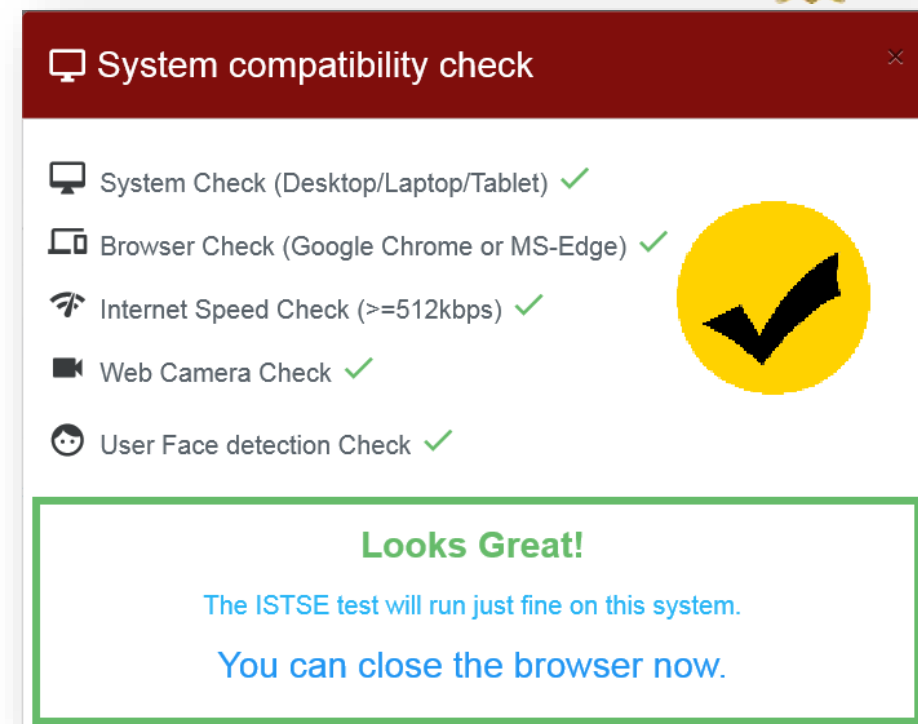 System compatibility check
System Check (Desktop/Laptop/Tablet)
Browser Check (Google Chrome or MS-Edge)
Internet Speed Check (>=512kbps)
Web Camera Check
User Face detection Check
Looks Great!
The ISTSE test will run just fine on this system.
You can close the browser now.